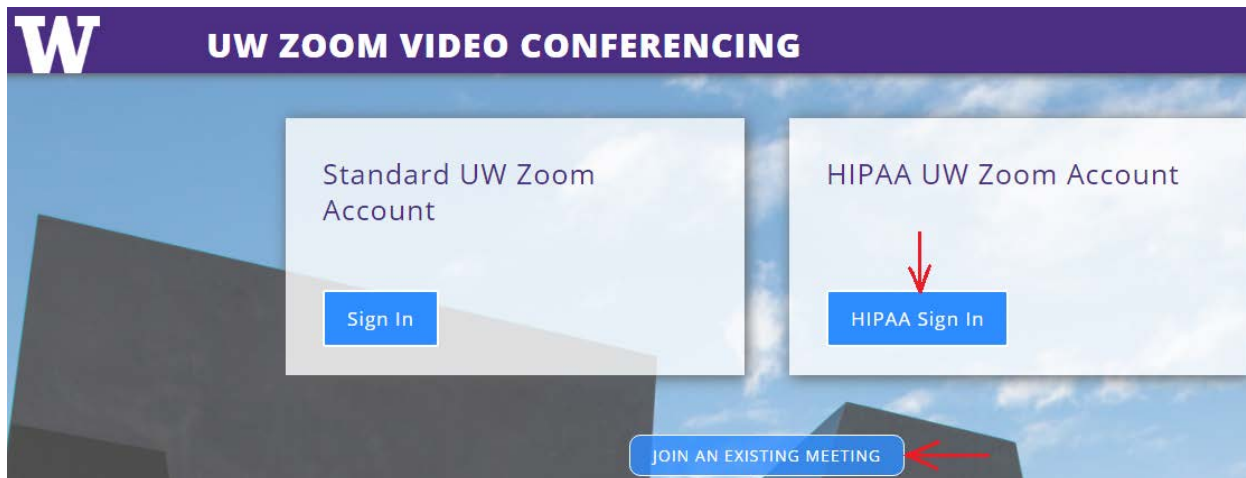 W
UW ZOOM VIDEO CONFERENCING
Standard UW Zoom
Account
Sign In
HIPAA UW Zoom Account
HIPAA Sign In
JOIN AN EXISTING MEETING